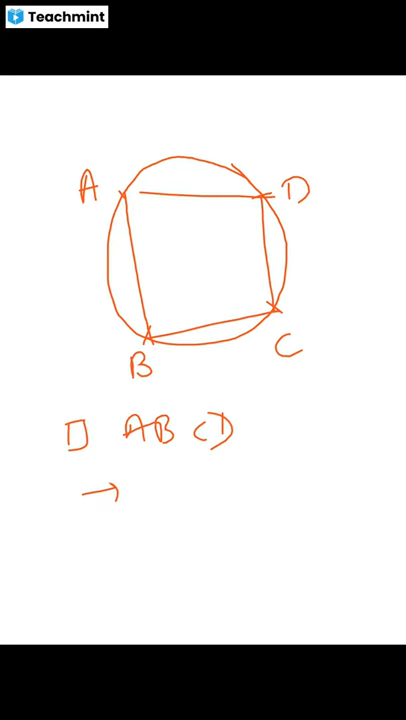 Teachmint
A D
B C
□ ABCD
→